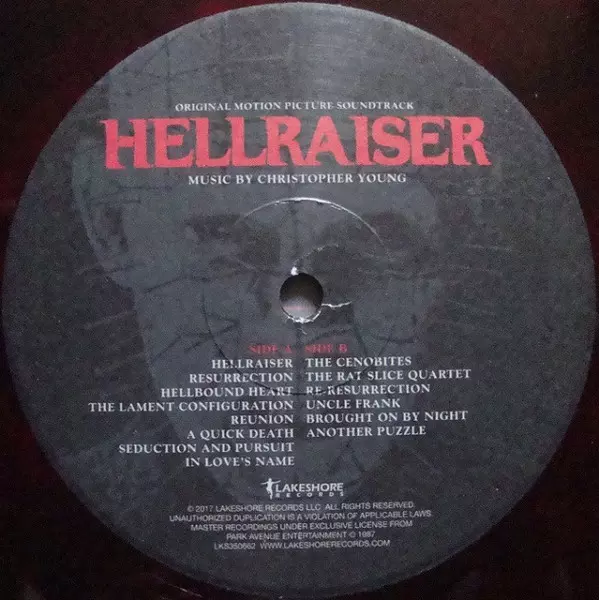 ORIGINAL MOTION PICTURE SOUNDTRACK
HELLRAISER
MUSIC BY CHRISTOPHER YOUNG
SIDE A
HELLRAISER
RESURRECTION
HELLBOUND HEART
THE LAMENT CONFIGURATION
REUNION
A QUICK DEATH
SEDUCTION AND PURSUIT
IN LOVE'S NAME
SIDE B
THE CENOBITES
THE RAT SLICE QUARTET
RE-RESURRECTION
UNCLE FRANK
BROUGHT ON BY NIGHT
ANOTHER PUZZLE
LAKESHORE
RECORDS
© 2017 LAKESHORE RECORDS LLC ALL RIGHTS RESERVED.
UNAUTHORIZED DUPLICATION IS A VIOLATION OF APPLICABLE LAWS.
MASTER RECORDINGS UNDER EXCLUSIVE LICENSE FROM
PARK AVENUE ENTERTAINMENT © 1987
LKS350662 WWW.LAKESHORERECORDS.COM